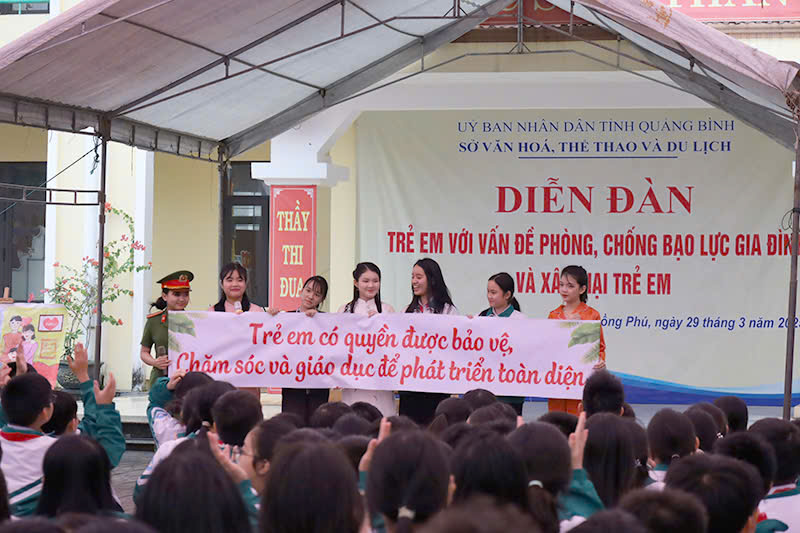 UỶ BAN NHÂN DÂN TỈNH QUẢNG BÌNH
SỞ VĂN HOÁ, THỂ THAO VÀ DU LỊCH
DIỄN ĐÀN
TRẺ EM VỚI VẤN ĐỀ PHÒNG, CHỐNG BẠO LỰC GIA ĐÌN
VÀ XÂM HẠI TRẺ EM
ồng Phú, ngày 29 tháng 3 năm 202
THẦY
THI
ĐUA
Trẻ em có quyền được bảo vệ,
Chăm sóc và giáo dục để phát triển toàn diện